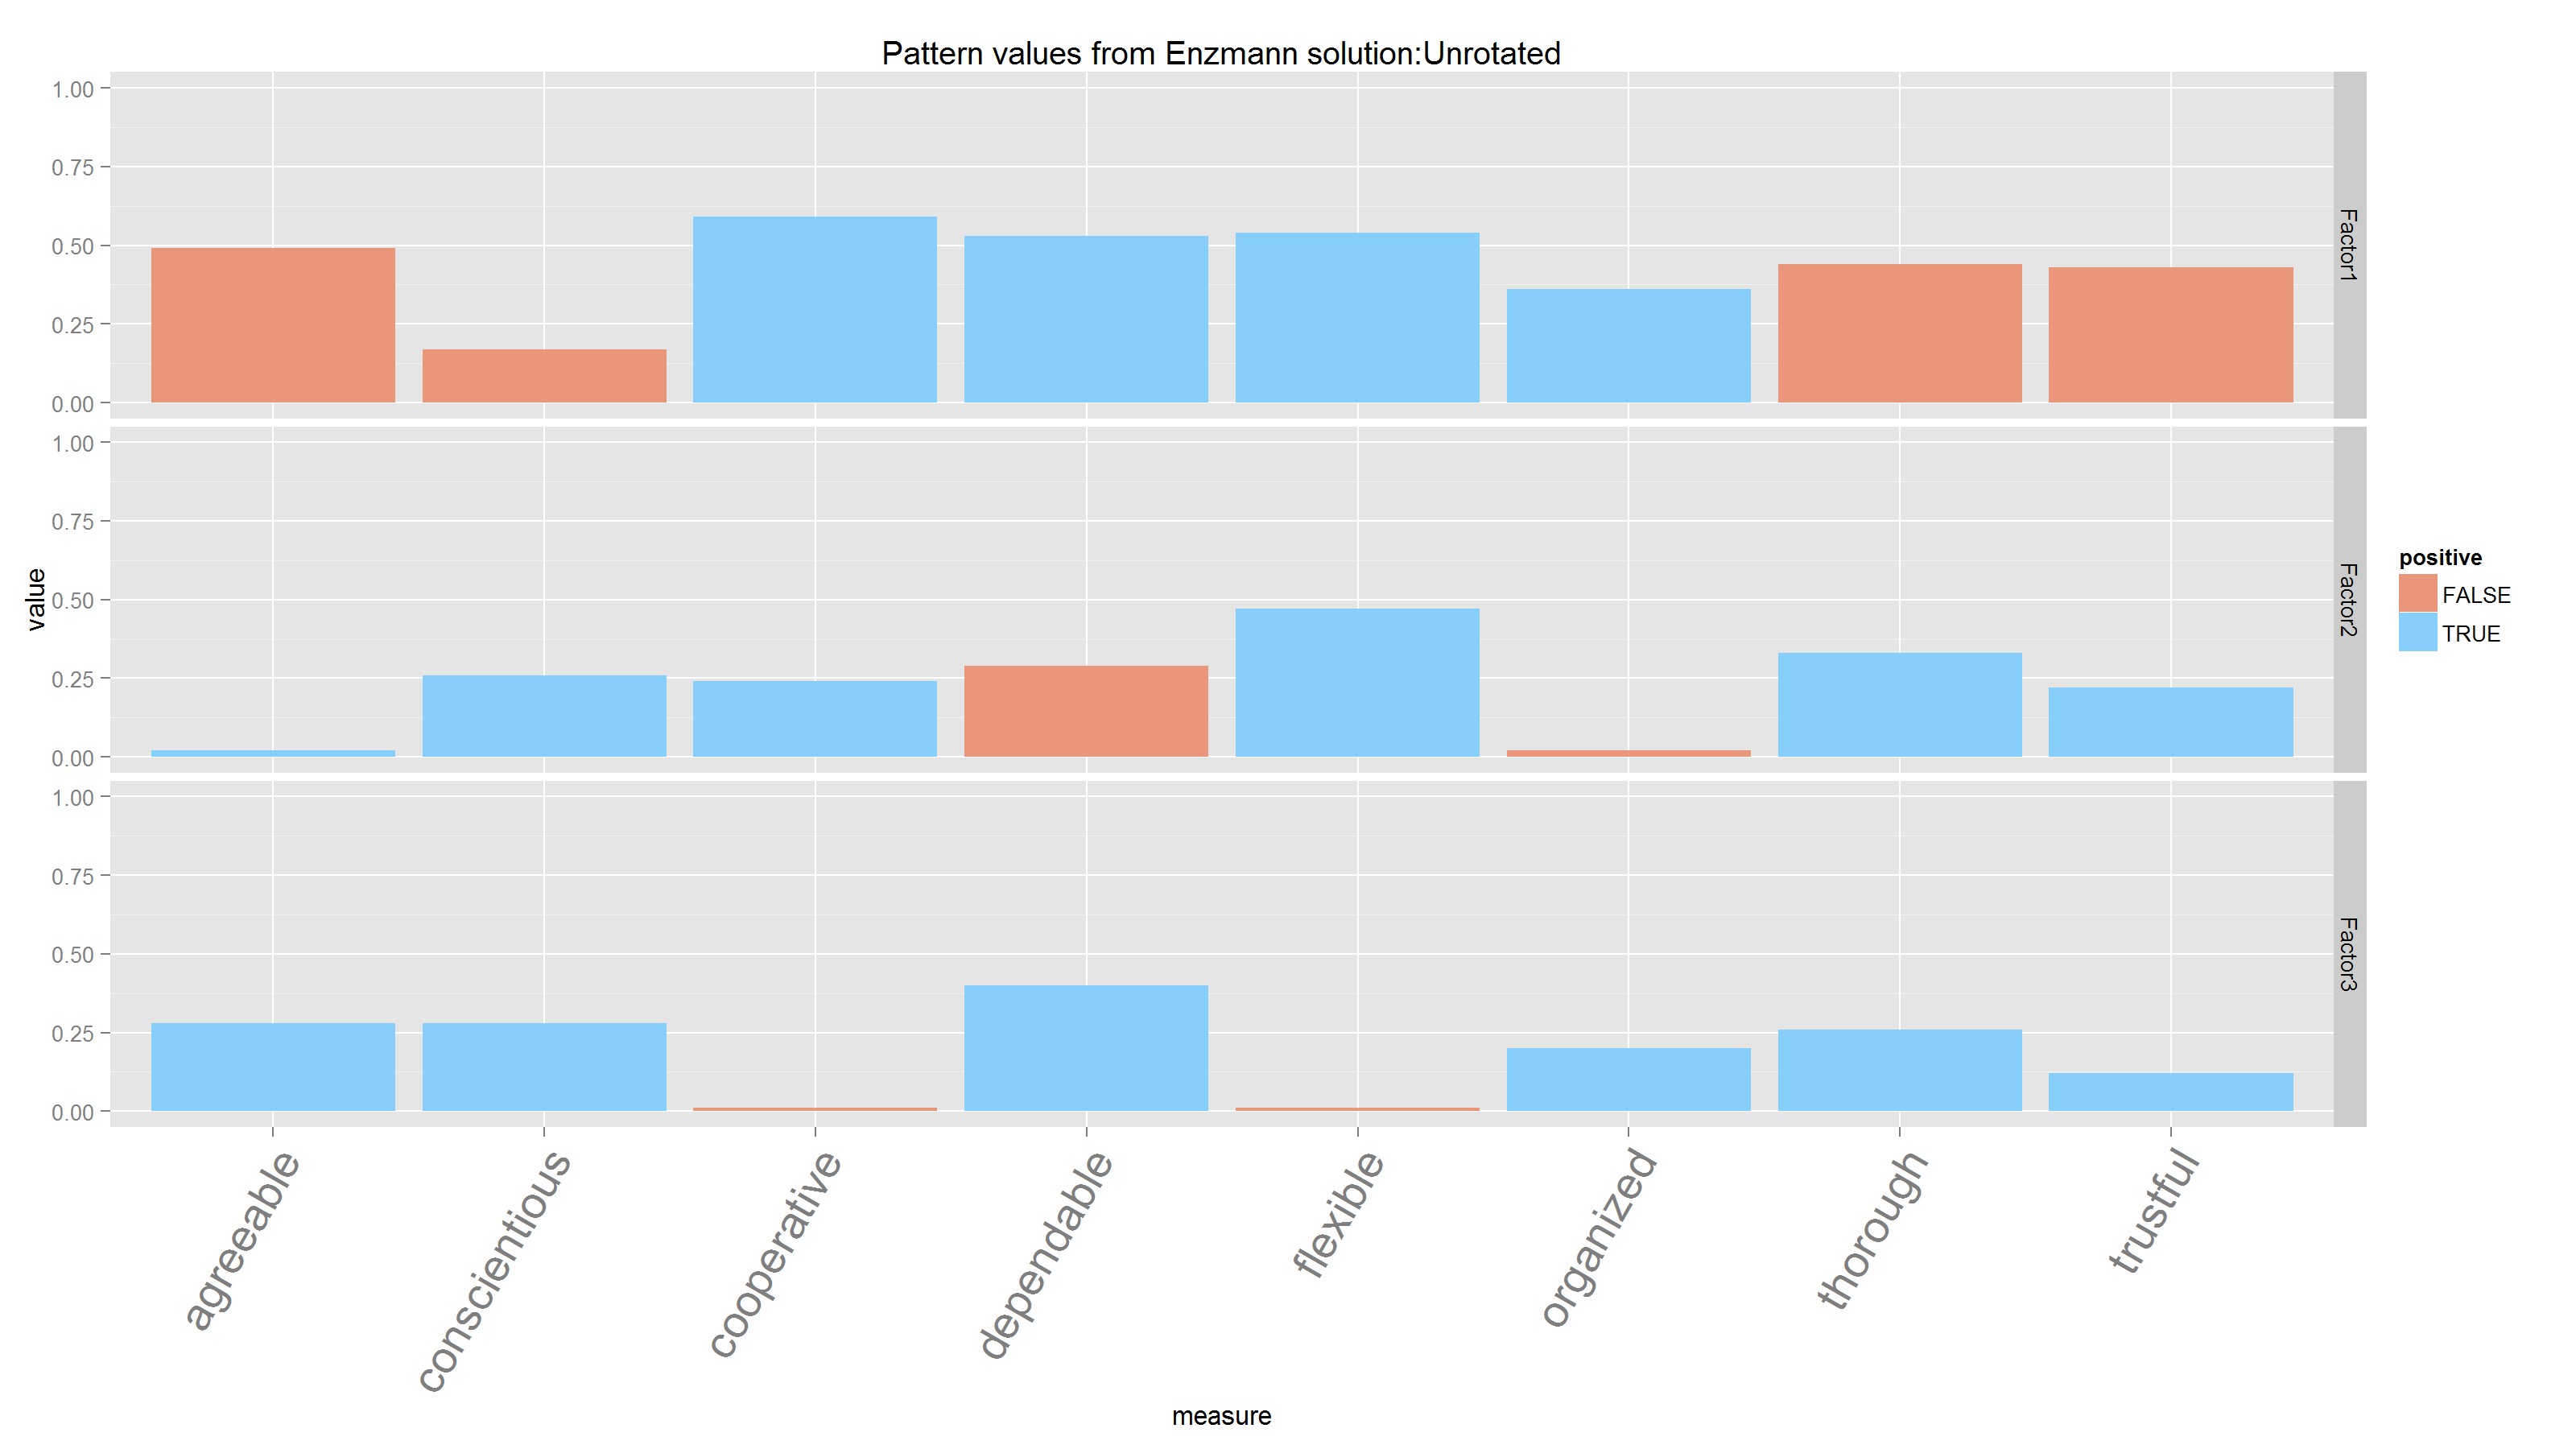 Pattern values from Enzmann solution:Unrotated
1.00
0.75
0.50
0.25
0.00
Factor1
1.00
0.75
0.50
0.25
0.00
Factor2
1.00
0.75
0.50
0.25
0.00
Factor3
value
agreeable
conscientious
cooperative
dependable
flexible
organized
thorough
trustful
measure
positive
FALSE
TRUE